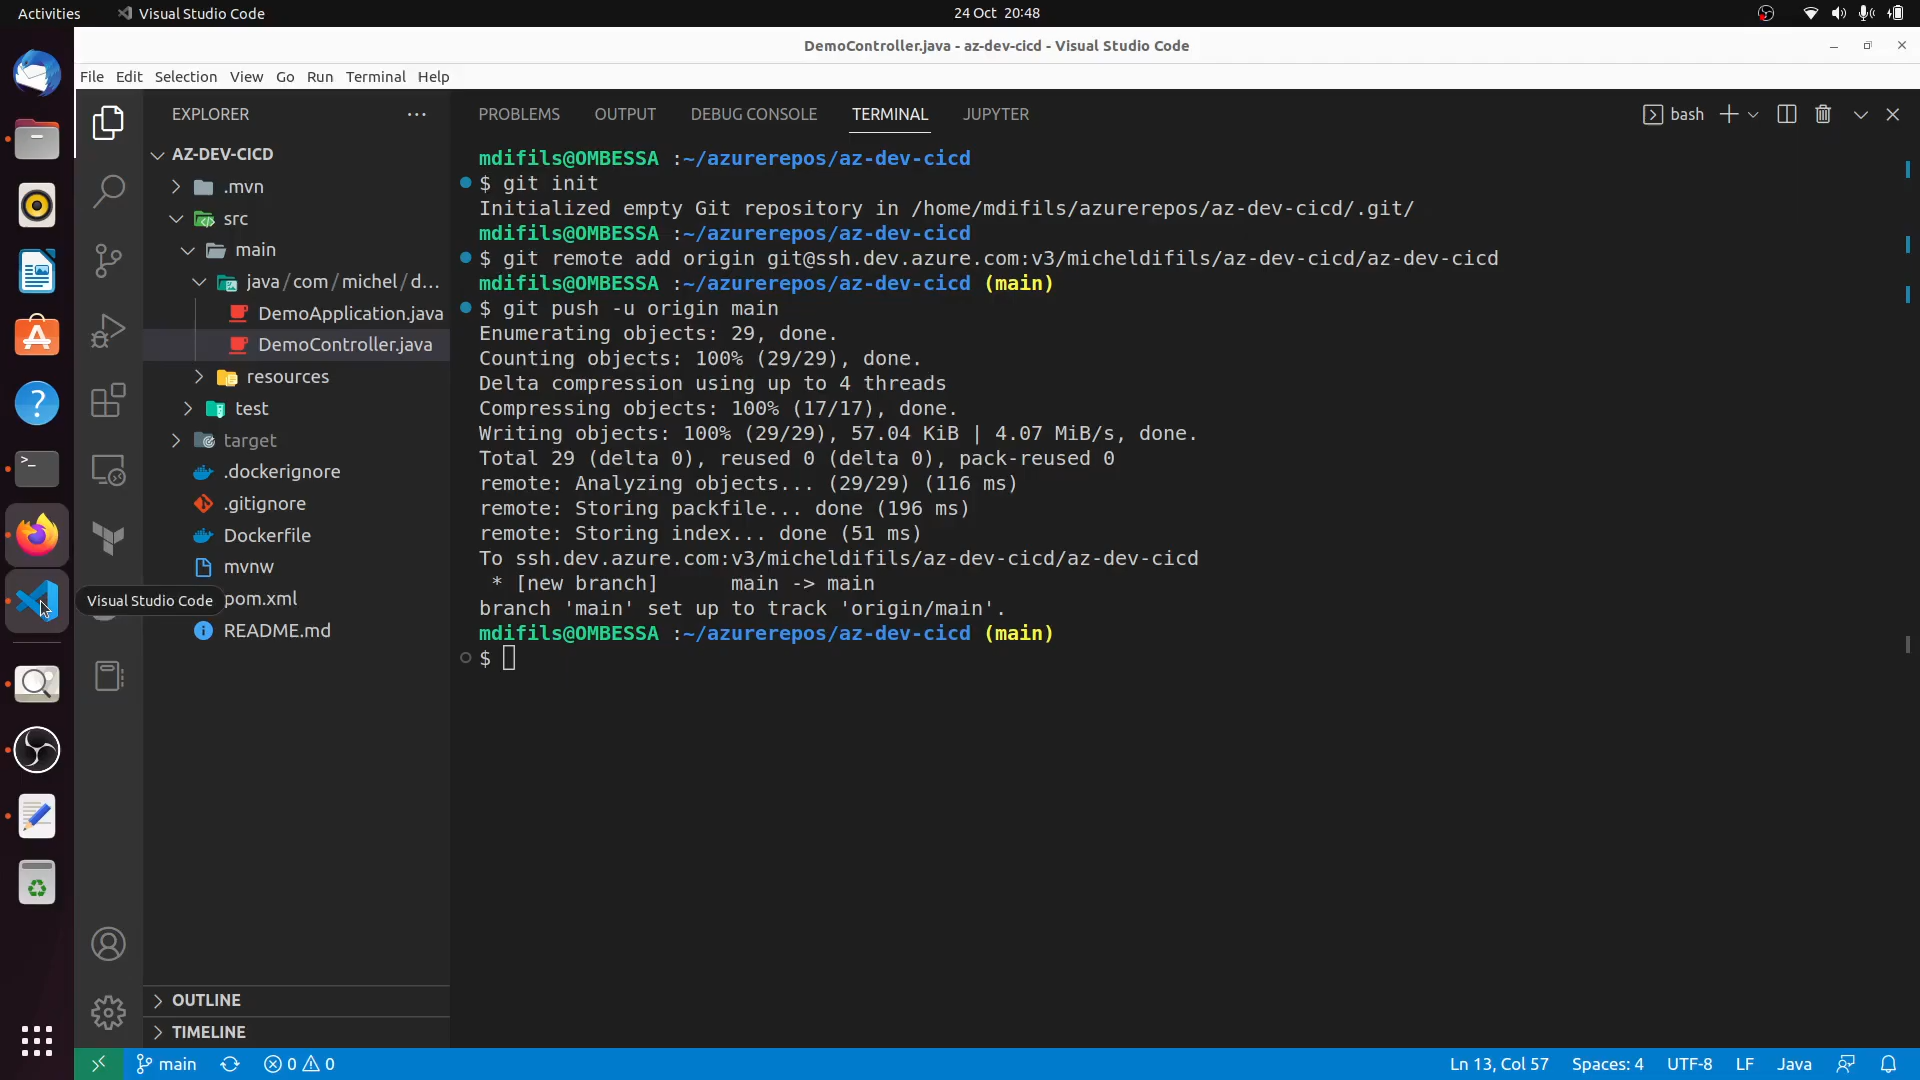 Activities
Visual Studio Code
24 Oct 20:48
DemoController.java - az-dev-cicd - Visual Studio Code
File Edit Selection View Go Run Terminal Help
EXPLORER
AZ-DEV-CICD
.mvn
src
main
java/com/michel/d...
DemoApplication.java
DemoController.java
resources
test
target
.dockerignore
.gitignore
Dockerfile
mvnw
pom.xml
README.md
Visual Studio Code
OUTLINE
TIMELINE
PROBLEMS OUTPUT DEBUG CONSOLE TERMINAL JUPYTER
bash
mdifils@OMBESSA :~/azurerepos/az-dev-cicd
$ git init
Initialized empty Git repository in /home/mdifils/azurerepos/az-dev-cicd/.git/
mdifils@OMBESSA :~/azurerepos/az-dev-cicd
$ git remote add origin git@ssh.dev.azure.com:v3/micheldifils/az-dev-cicd/az-dev-cicd
mdifils@OMBESSA :~/azurerepos/az-dev-cicd (main)
$ git push -u origin main
Enumerating objects: 29, done.
Counting objects: 100% (29/29), done.
Delta compression using up to 4 threads
Compressing objects: 100% (17/17), done.
Writing objects: 100% (29/29), 57.04 KiB | 4.07 MiB/s, done.
Total 29 (delta 0), reused 0 (delta 0), pack-reused 0
remote: Analyzing objects... (29/29) (116 ms)
remote: Storing packfile... done (196 ms)
remote: Storing index... done (51 ms)
To ssh.dev.azure.com:v3/micheldifils/az-dev-cicd/az-dev-cicd
* [new branch] main -> main
branch 'main' set up to track 'origin/main'.
mdifils@OMBESSA :~/azurerepos/az-dev-cicd (main)
$
main
0 0
Ln 13, Col 57
Spaces: 4
UTF-8
LF
Java